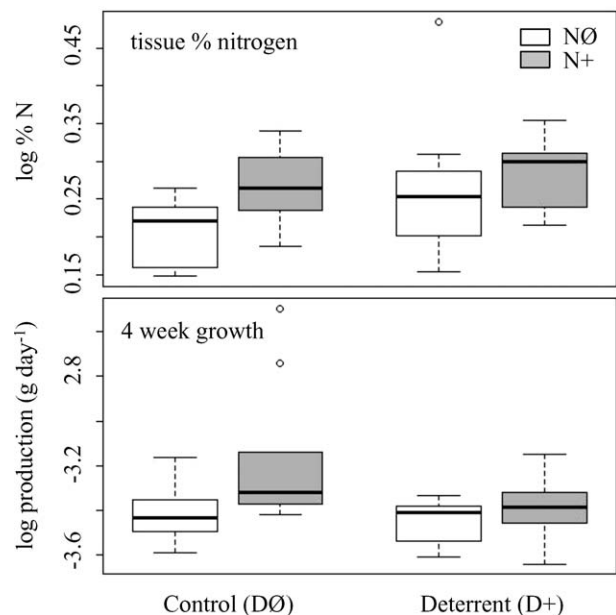 tissue % nitrogen
NØ
N+
log % N
0.45
0.35
0.25
0.15
4 week growth
log production (g day⁻¹)
2.8
-3.2
-3.6
Control (DØ)
Deterrent (D+)